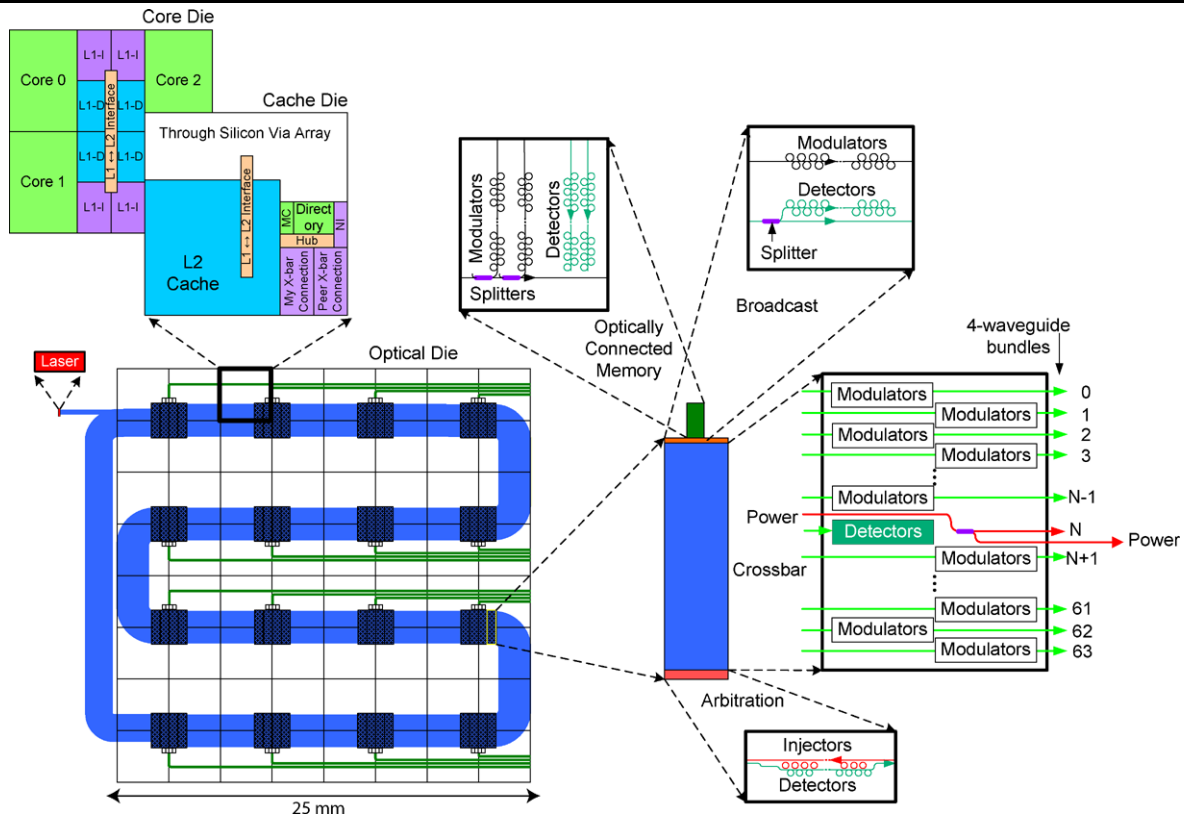 Core Die
Core 0
L1-I
L1-I
Core 2
L1-D
L1-D
L1 ↔ L2 Interface
Core 1
L1-D
L1-D
L1-I
L1-I
Cache Die
Through Silicon Via Array
L1 ↔ L2 Interface
L2
Cache
MC
Direct
ory
NI
Hub
My X-bar
Connection
Peer X-bar
Connection
Modulators
Detectors
Splitters
Modulators
Detectors
Splitter
Broadcast
Optically
Connected
Memory
Laser
Optical Die
25 mm
4-waveguide
bundles
Modulators
0
Modulators
1
Modulators
2
Modulators
3
Modulators
N-1
Power
N
Detectors
Power
Crossbar
Modulators
N+1
Modulators
61
Modulators
62
Modulators
63
Arbitration
Injectors
Detectors